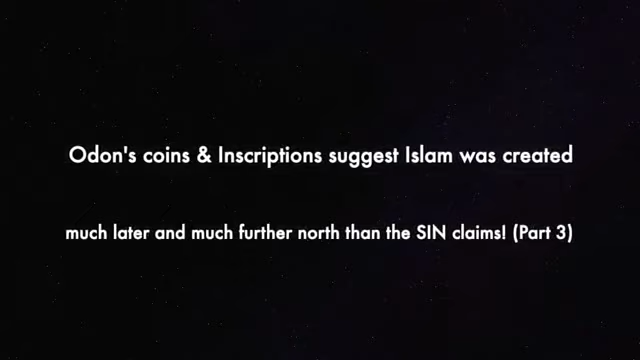 Odon's coins & Inscriptions suggest Islam was created
much later and much further north than the SIN claims! (Part 3)